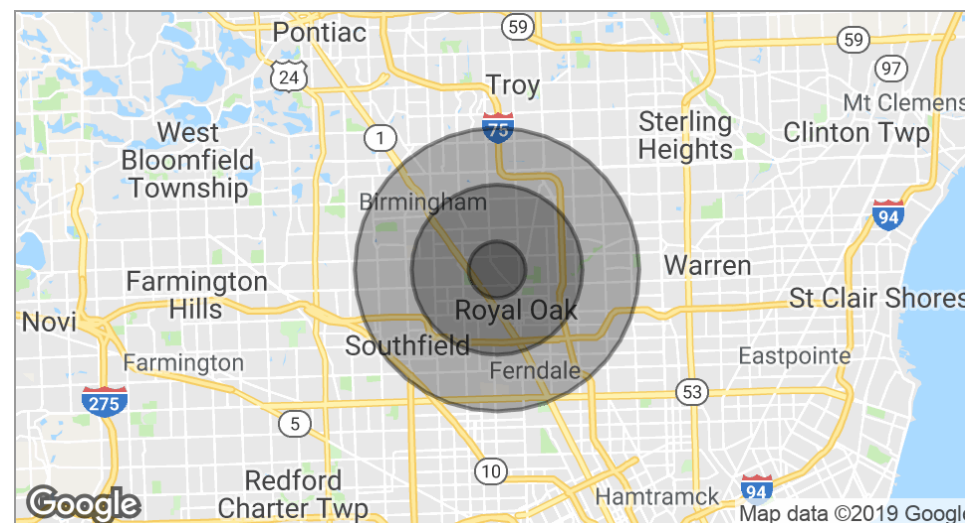 Pontiac
59
59
24
97
Troy
Mt Clemens
West
Bloomfield
Township
1
75
Sterling
Heights
Clinton Twp
Birmingham
94
Warren
Farmington
Hills
St Clair Shores
Royal Oak
Novi
Southfield
Eastpointe
Farmington
Ferndale
275
53
5
10
Redford
Charter Twp
94
Hamtramck
Google
Map data ©2019 Google